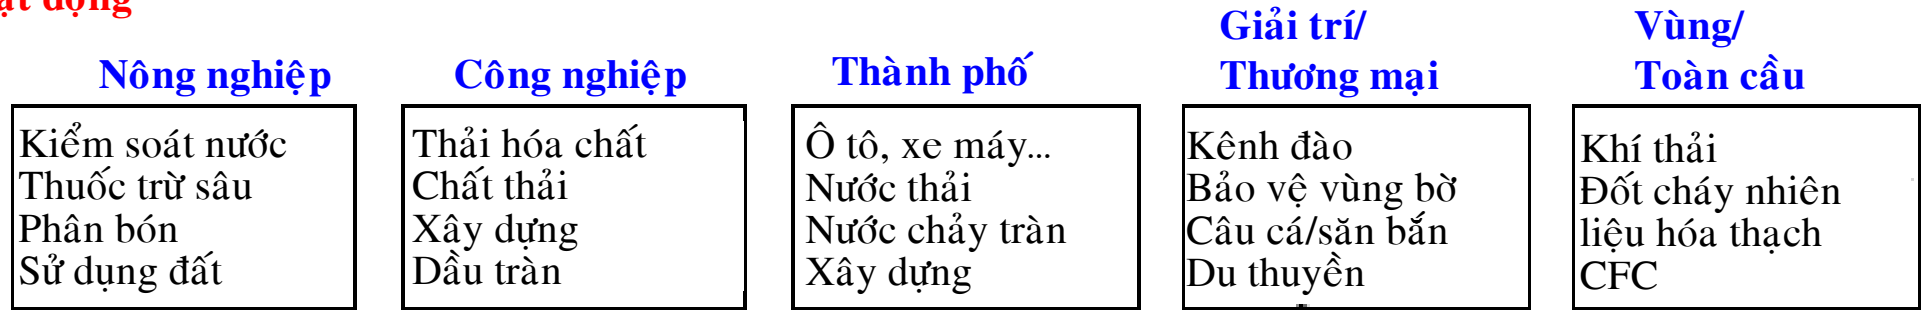 động
Nông nghiệp
Kiểm soát nước
Thuốc trừ sâu
Phân bón
Sử dụng đất
Công nghiệp
Thải hóa chất
Chất thải
Xây dựng
Dầu tràn
Thành phố
Ô tô, xe máy...
Nước thải
Nước chảy tràn
Xây dựng
Giải trí/
Thương mại
Kênh đào
Bảo vệ vùng bờ
Câu cá/săn bắn
Du thuyền
Vùng/
Toàn cầu
Khí thải
Đốt cháy nhiên
liệu hóa thạch
CFC